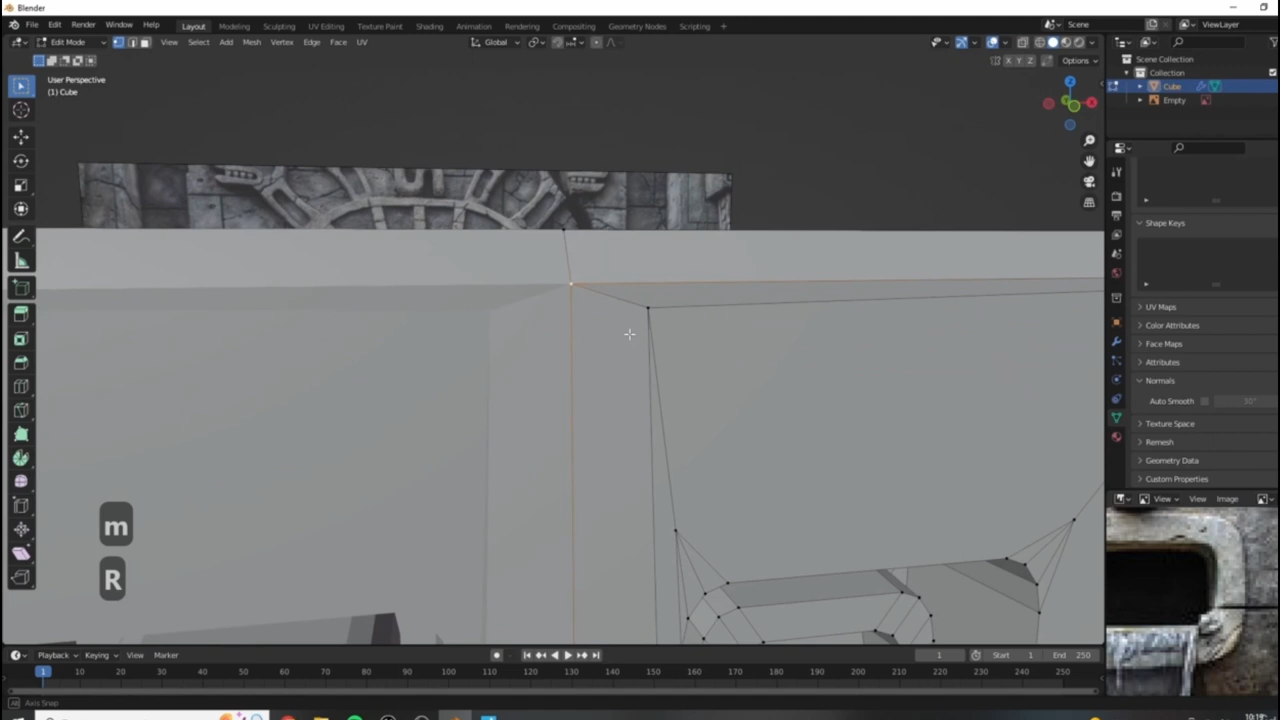 Blender
File Edit Render Window Help
Layout Modeling Sculpting UV Editing Texture Paint Shading Animation Rendering Compositing Geometry Nodes Scripting +
Scene
ViewLayer
Edit Mode View Select Add Mesh Vertex Edge Face UV
Global
X Y Z Options
User Perspective
(1) Cube
Z
X
Y
Scene Collection
Collection
Cube
Empty
Shape Keys
UV Maps
Color Attributes
Face Maps
Attributes
Normals
Auto Smooth 30°
Texture Space
Remesh
Geometry Data
Custom Properties
View View Image
m
R
Playback Keying View Marker
1 Start 1 End 250
1 10 20 30 40 50 60 70 80 90 100 110 120 130 140 150 160 170 180 190 200 210 220 230 240 250
Axis Snap